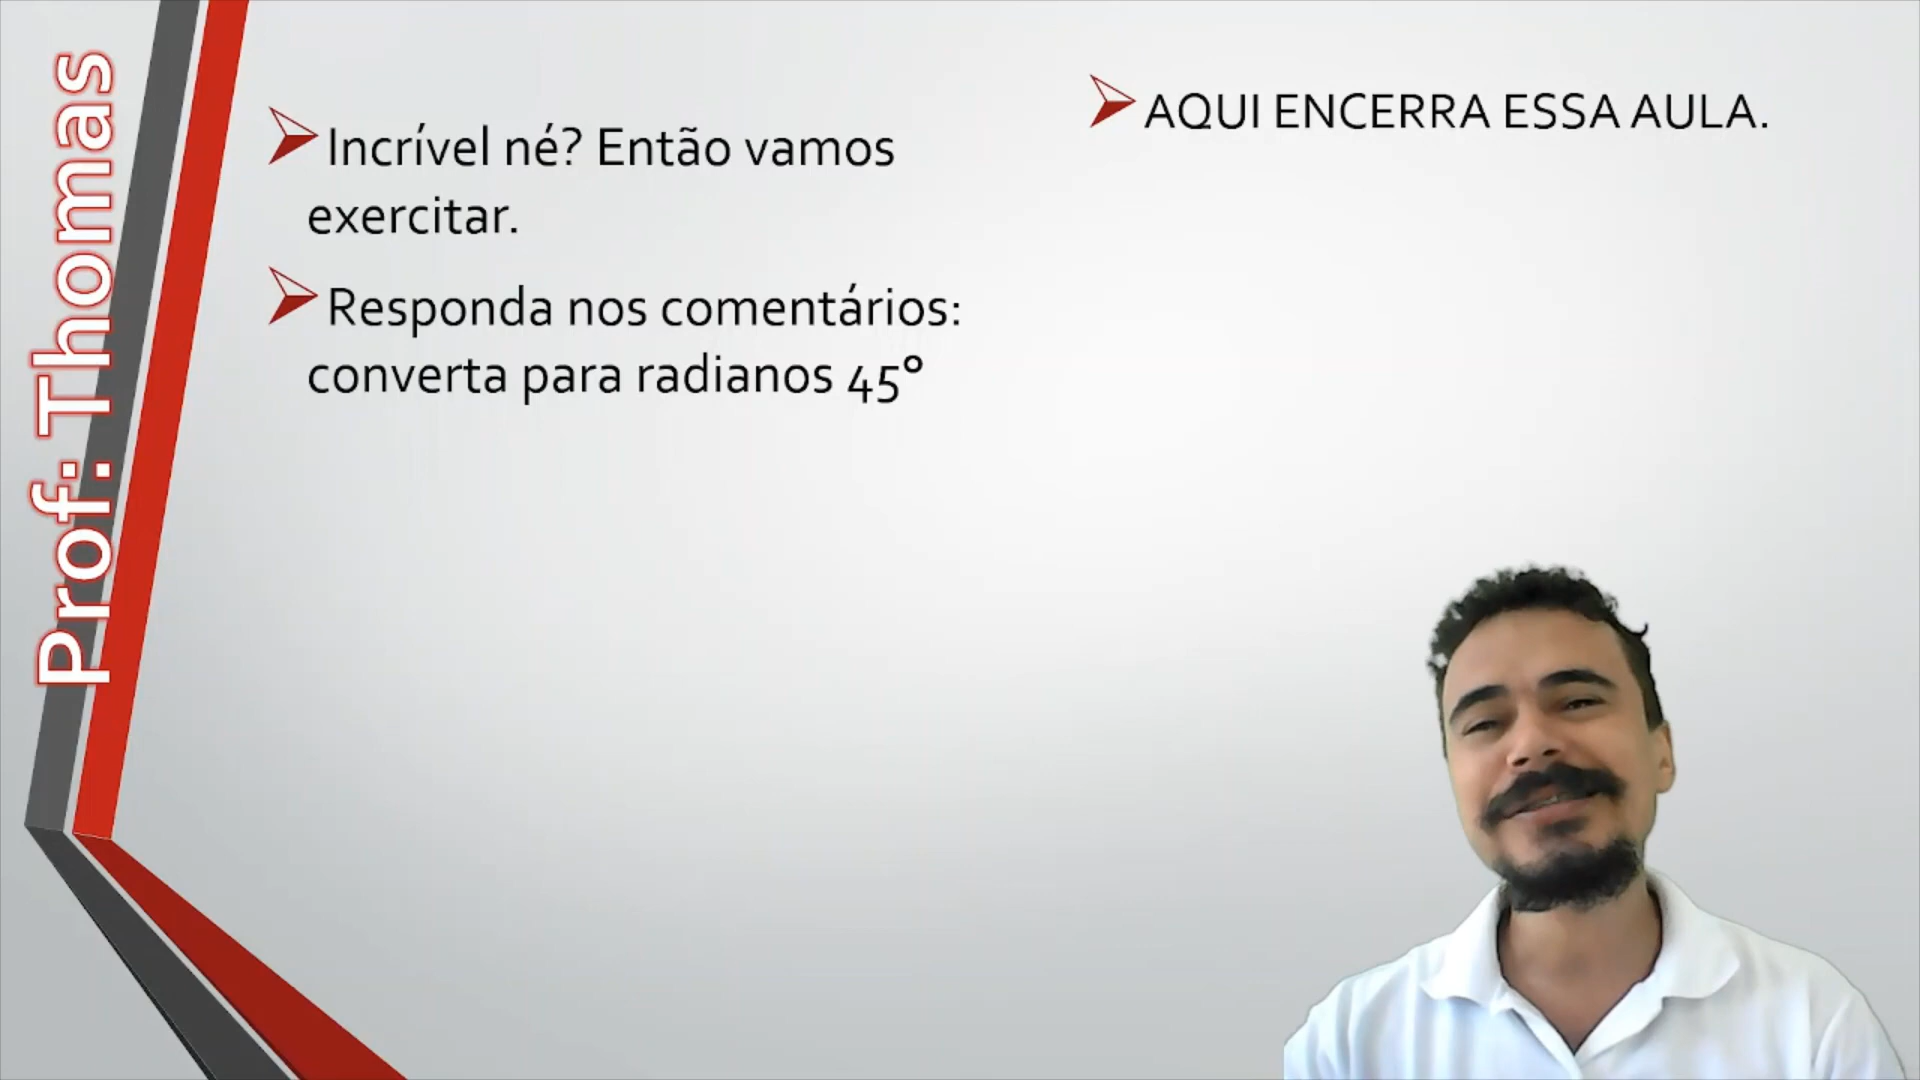 Prof: Thomas
Incrível né? Então vamos
exercitar.
Responda nos comentários:
converta para radianos 45°
AQUI ENCERRA ESSA AULA.